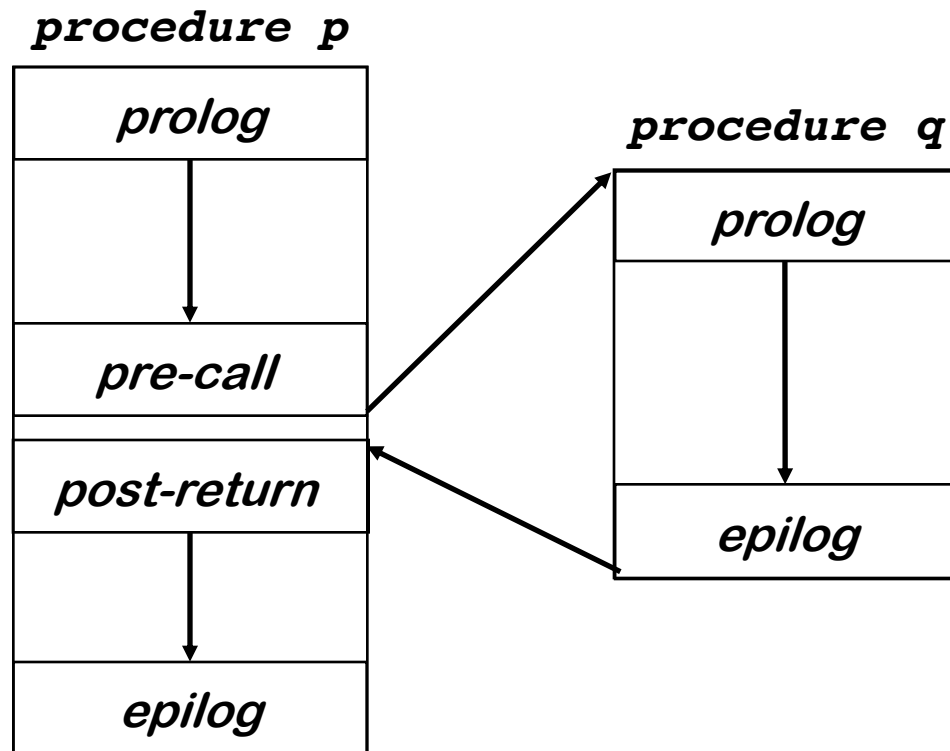 procedure p
prolog
pre-call
post-return
epilog
procedure q
prolog
epilog